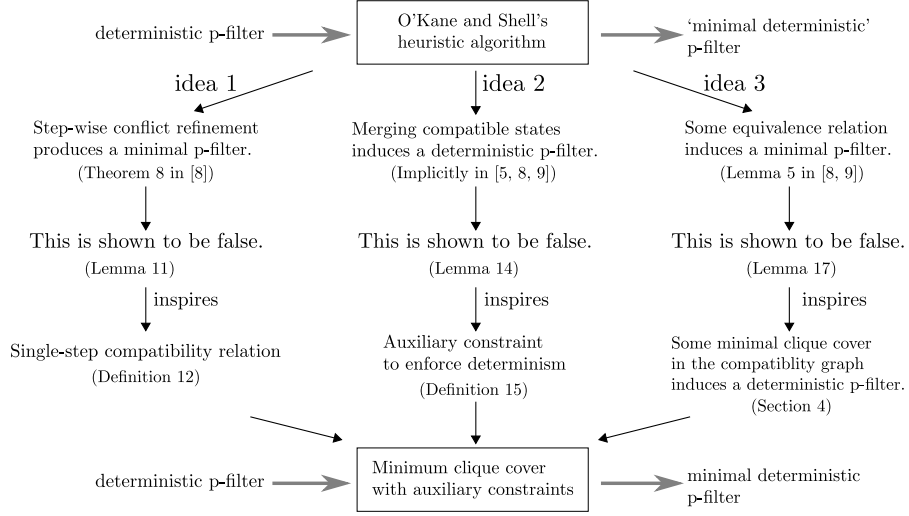 deterministic p-filter
O'Kane and Shell's
heuristic algorithm
‘minimal deterministic’
p-filter
idea 1
idea 2
idea 3
Step-wise conflict refinement
produces a minimal p-filter.
(Theorem 8 in [8])
Merging compatible states
induces a deterministic p-filter.
(Implicitly in [5, 8, 9])
Some equivalence relation
induces a minimal p-filter.
(Lemma 5 in [8, 9])
This is shown to be false.
(Lemma 11)
This is shown to be false.
(Lemma 14)
This is shown to be false.
(Lemma 17)
inspires
inspires
inspires
Single-step compatibility relation
(Definition 12)
Auxiliary constraint
to enforce determinism
(Definition 15)
Some minimal clique cover
in the compatiblity graph
induces a deterministic p-filter.
(Section 4)
deterministic p-filter
Minimum clique cover
with auxiliary constraints
minimal deterministic
p-filter